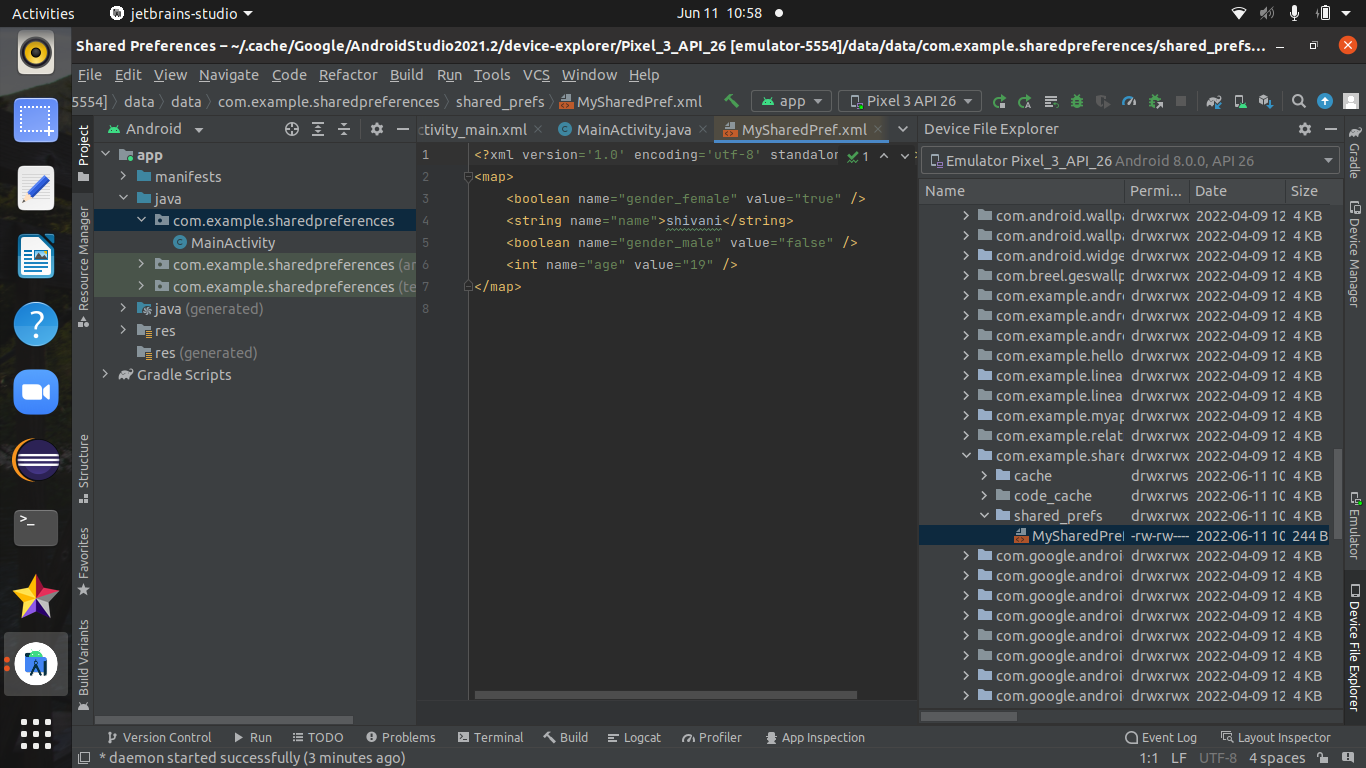 Activities jetbrains-studio Jun 11 10:58
Shared Preferences – ~/.cache/Google/AndroidStudio2021.2/device-explorer/Pixel_3_API_26 [emulator-5554]/data/data/com.example.sharedpreferences/shared_prefs...
File Edit View Navigate Code Refactor Build Run Tools VCS Window Help
5554] data data com.example.sharedpreferences shared_prefs MySharedPref.xml app Pixel 3 API 26
Project
Resource Manager
Structure
Favorites
Build Variants
Android
app
manifests
java
com.example.sharedpreferences
MainActivity
com.example.sharedpreferences (an
com.example.sharedpreferences (te
java (generated)
res
res (generated)
Gradle Scripts
ctivity_main.xml MainActivity.java MySharedPref.xml
1 <?xml version='1.0' encoding='utf-8' standalon 1
2 <map>
3 <boolean name="gender_female" value="true" />
4 <string name="name">shivani</string>
5 <boolean name="gender_male" value="false" />
6 <int name="age" value="19" />
7 </map>
8
Device File Explorer
Emulator Pixel_3_API_26 Android 8.0.0, API 26
Name Permi... Date Size
com.android.wallpa drwxrwx 2022-04-09 12 4 KB
com.android.wallpa drwxrwx 2022-04-09 12 4 KB
com.android.widge drwxrwx 2022-04-09 12 4 KB
com.breel.geswallp drwxrwx 2022-04-09 12 4 KB
com.example.andr drwxrwx 2022-04-09 12 4 KB
com.example.andr drwxrwx 2022-04-09 12 4 KB
com.example.andr drwxrwx 2022-04-09 12 4 KB
com.example.hello drwxrwx 2022-04-09 12 4 KB
com.example.linea drwxrwx 2022-04-09 12 4 KB
com.example.linea drwxrwx 2022-04-09 12 4 KB
com.example.myap drwxrwx 2022-04-09 12 4 KB
com.example.relat drwxrwx 2022-04-09 12 4 KB
com.example.share drwxrwx 2022-04-09 12 4 KB
cache drwxrws 2022-06-11 10 4 KB
code_cache drwxrws 2022-06-11 10 4 KB
shared_prefs drwxrwx 2022-06-11 10 4 KB
MySharedPref -rw-rw---- 2022-06-11 10 244 B
com.google.androi drwxrwx 2022-04-09 12 4 KB
com.google.androi drwxrwx 2022-04-09 12 4 KB
com.google.androi drwxrwx 2022-04-09 12 4 KB
com.google.androi drwxrwx 2022-04-09 12 4 KB
com.google.androi drwxrwx 2022-04-09 12 4 KB
com.google.androi drwxrwx 2022-04-09 12 4 KB
com.google.androi drwxrwx 2022-04-09 12 4 KB
com.google.androi drwxrwx 2022-04-09 12 4 KB
Gradle
Device Manager
Emulator
Device File Explorer
Version Control Run TODO Problems Terminal Build Logcat Profiler App Inspection Event Log Layout Inspector
* daemon started successfully (3 minutes ago) 1:1 LF UTF-8 4 spaces